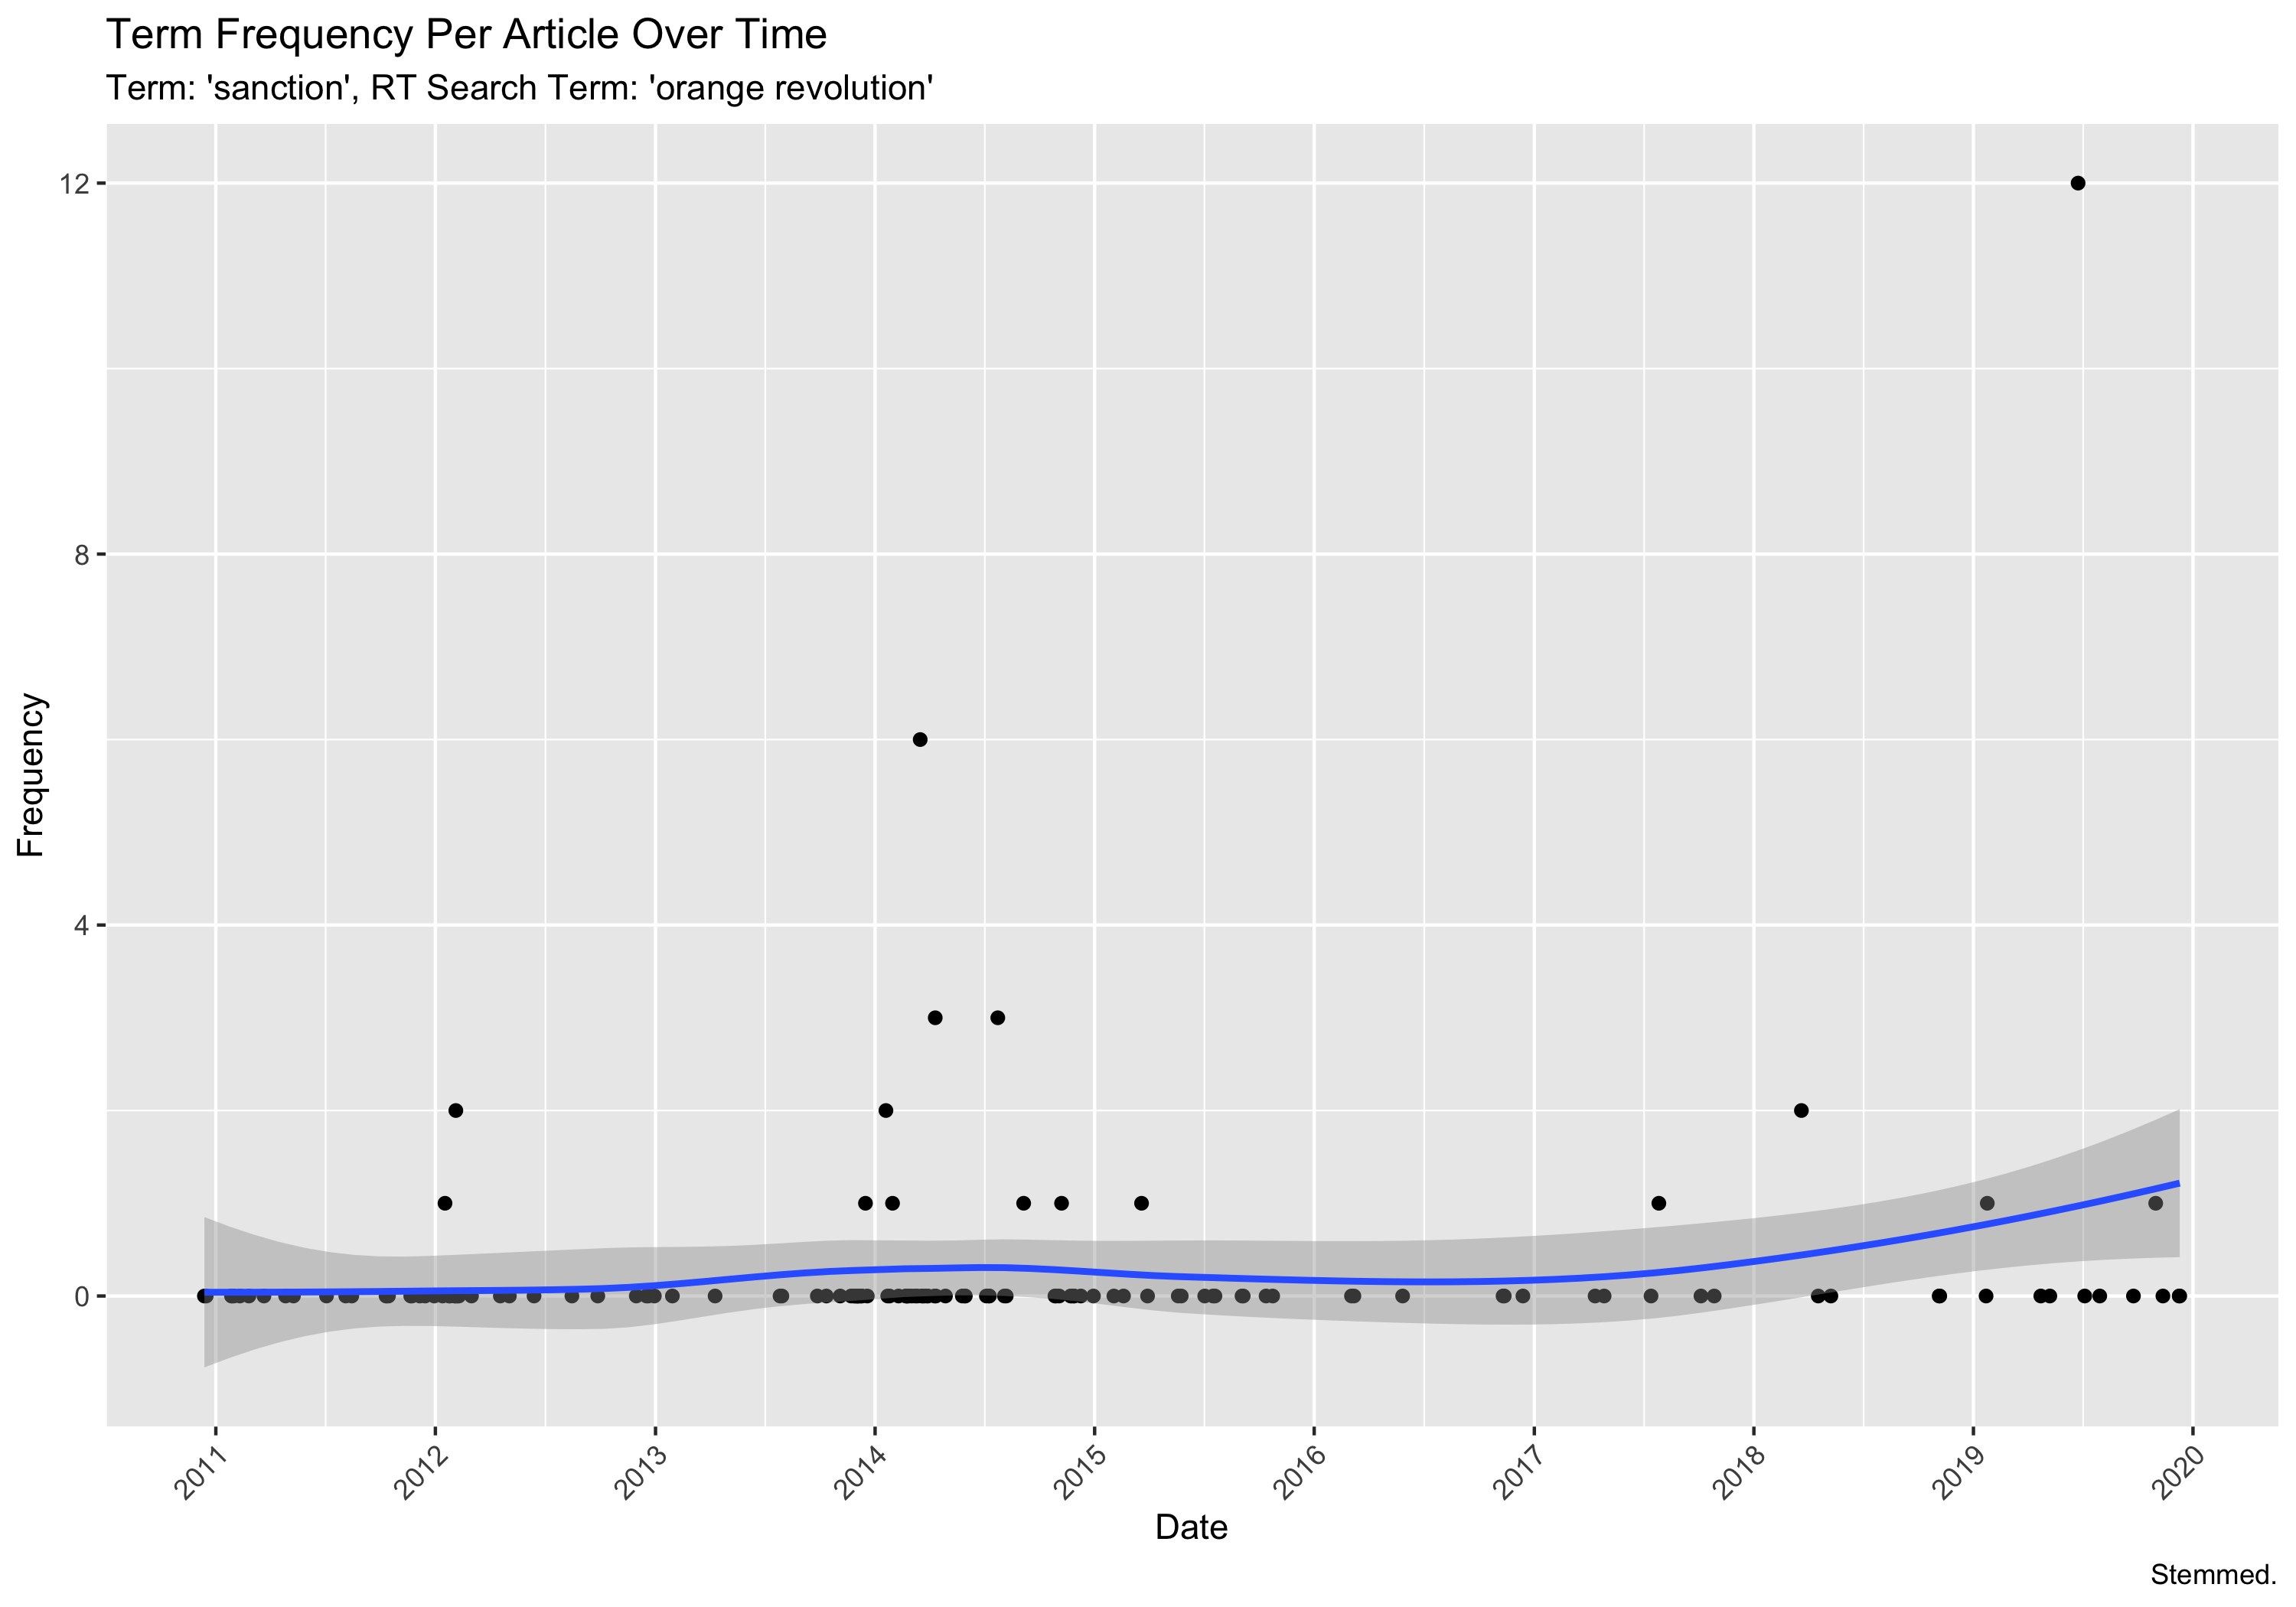 Term Frequency Per Article Over Time
Term: 'sanction', RT Search Term: 'orange revolution'
Frequency
12
8
4
0
2011 2012 2013 2014 2015 2016 2017 2018 2019 2020
Date
Stemmed.